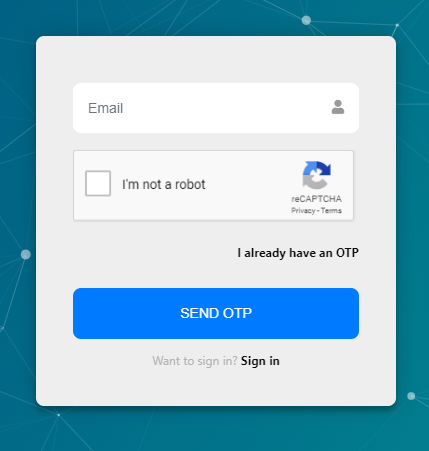 Email
I'm not a robot
reCAPTCHA
Privacy - Terms
I already have an OTP
SEND OTP
Want to sign in? Sign in